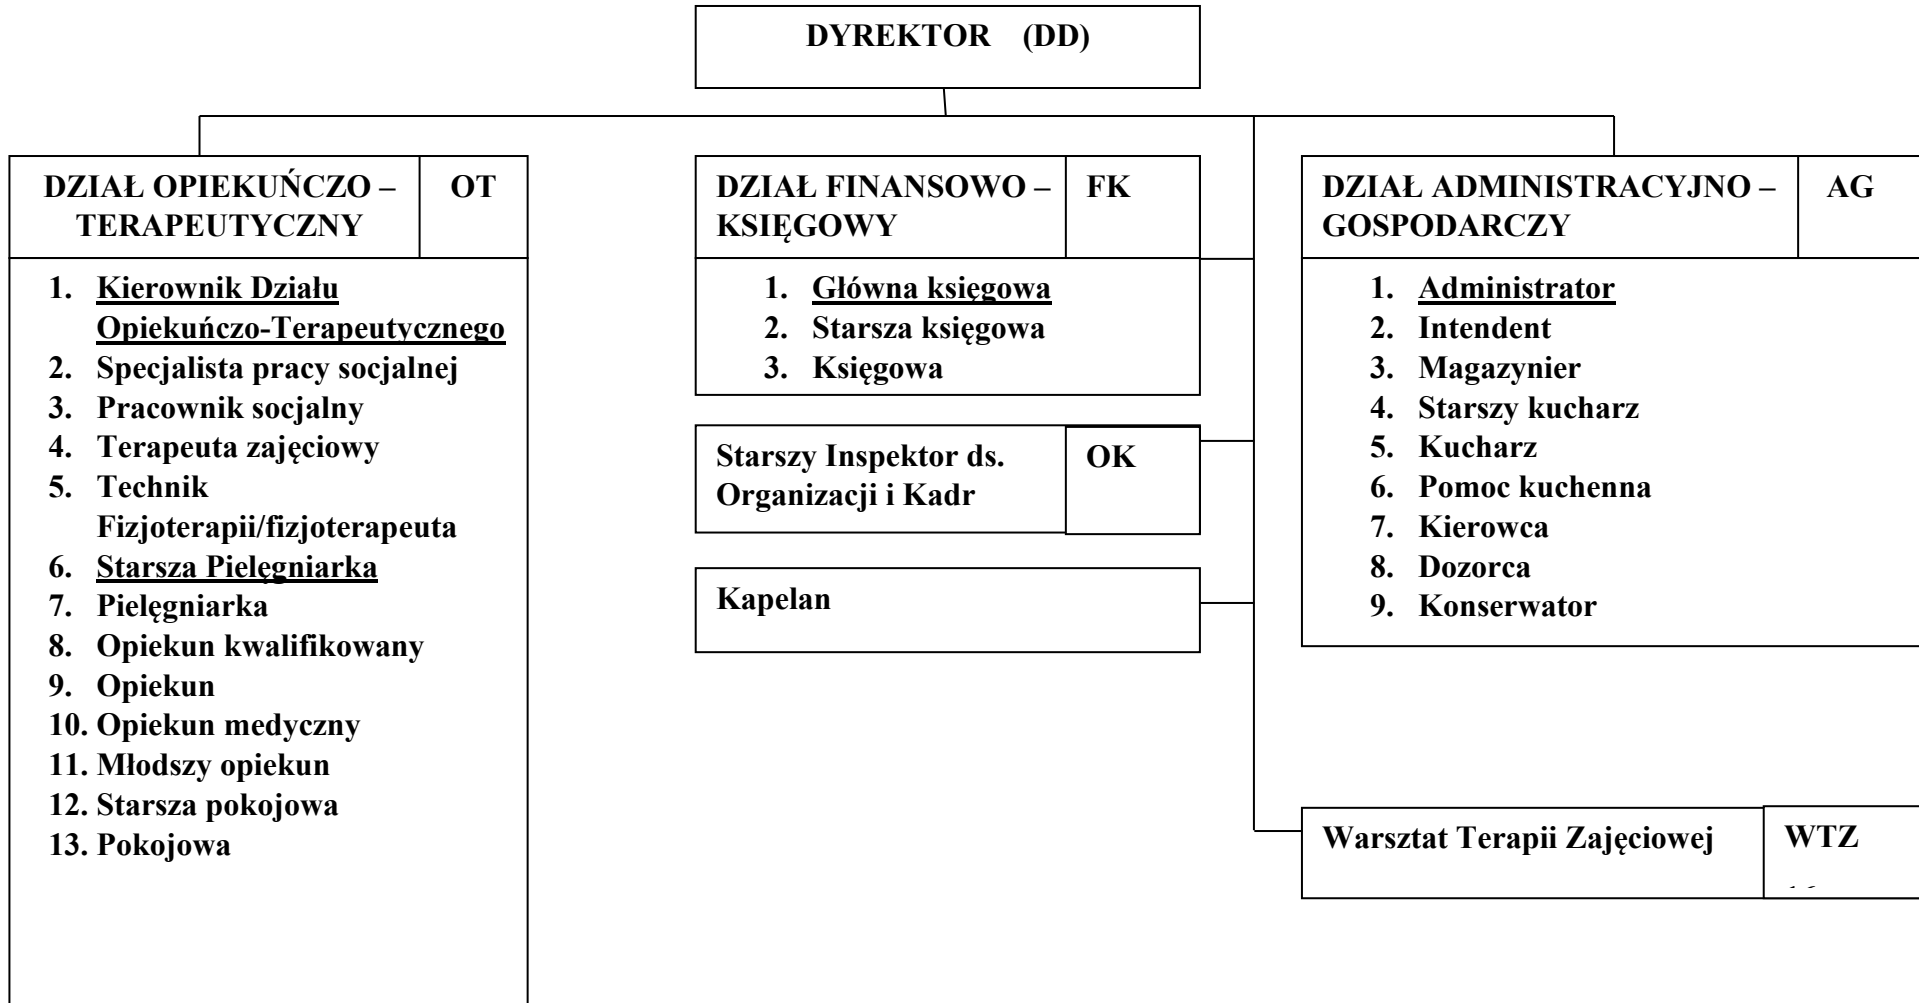 DYREKTOR (DD)
DZIAŁ OPIEKUŃCZO –
TERAPEUTYCZNY
OT
1. Kierownik Działu
Opiekuńczo-Terapeutycznego
2. Specjalista pracy socjalnej
3. Pracownik socjalny
4. Terapeuta zajęciowy
5. Technik
Fizjoterapii/fizjoterapeuta
6. Starsza Pielęgniarka
7. Pielęgniarka
8. Opiekun kwalifikowany
9. Opiekun
10. Opiekun medyczny
11. Młodszy opiekun
12. Starsza pokojowa
13. Pokojowa
DZIAŁ FINANSOWO –
KSIĘGOWY
FK
1. Główna księgowa
2. Starsza księgowa
3. Księgowa
Starszy Inspektor ds.
Organizacji i Kadr
OK
Kapelan
DZIAŁ ADMINISTRACYJNO –
GOSPODARCZY
AG
1. Administrator
2. Intendent
3. Magazynier
4. Starszy kucharz
5. Kucharz
6. Pomoc kuchenna
7. Kierowca
8. Dozorca
9. Konserwator
Warsztat Terapii Zajęciowej
WTZ